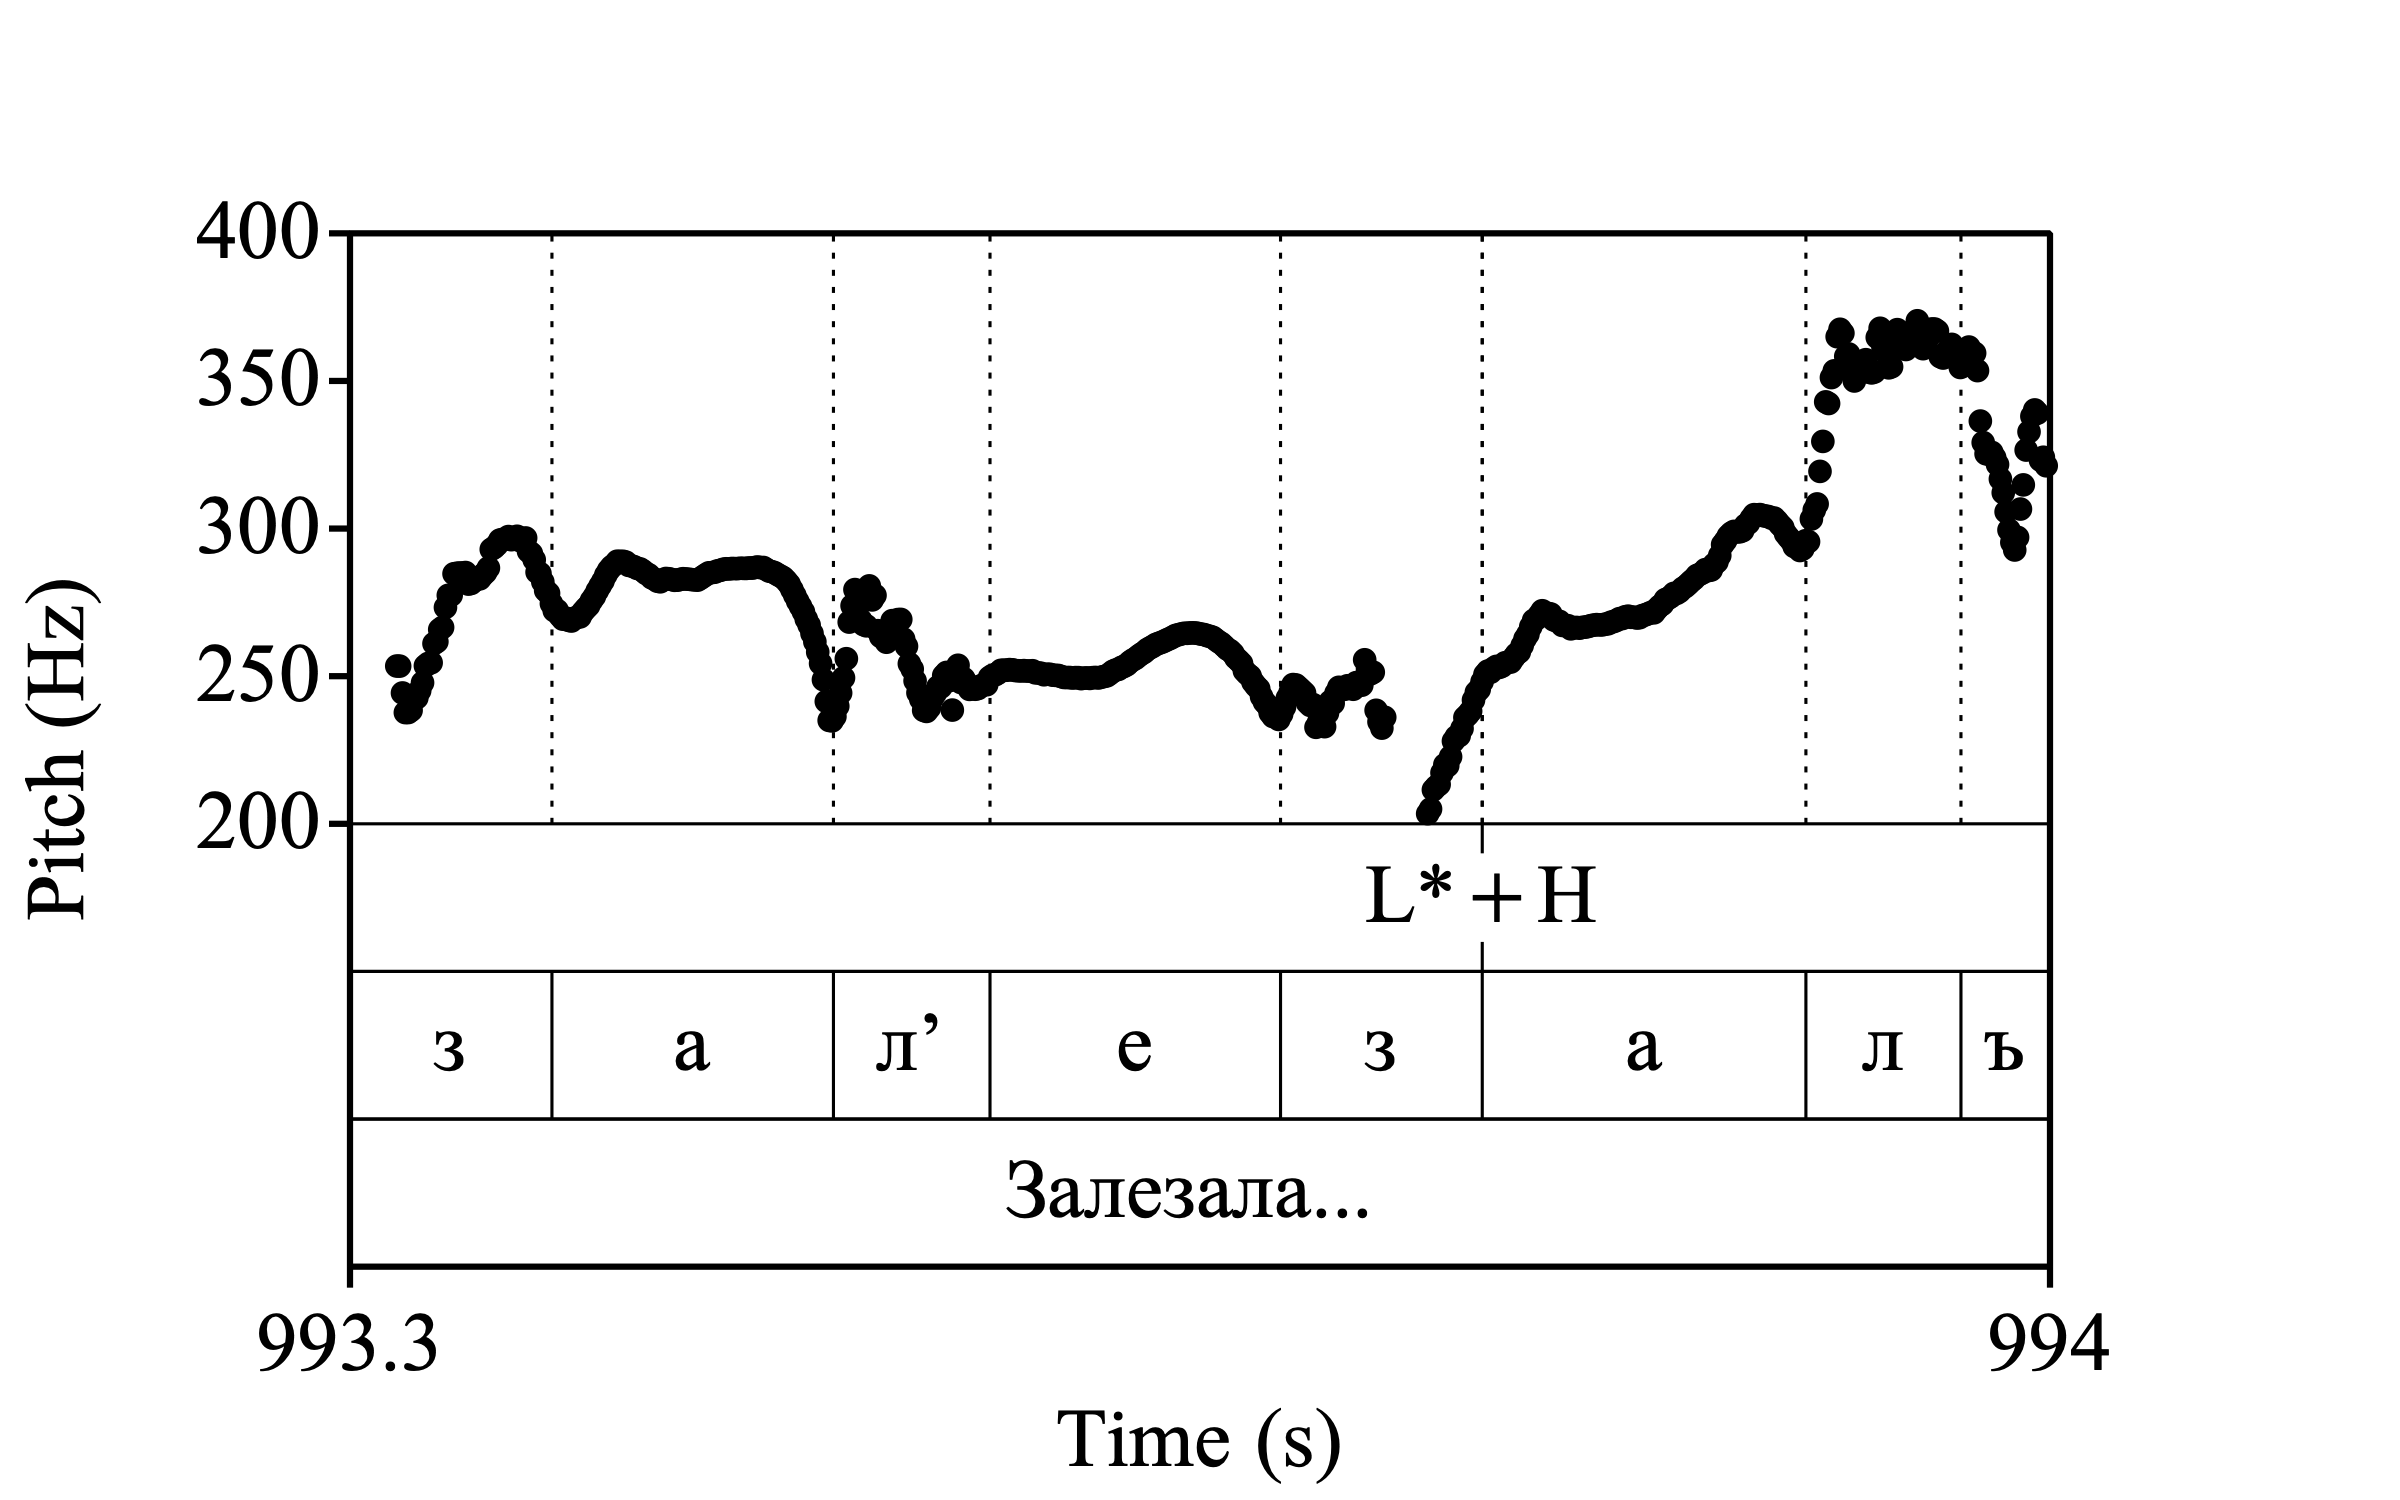 400
350
300
250
200
Pitch (Hz)
L*+H
з а л’ е з а л ъ
Залезала...
993.3 994
Time (s)